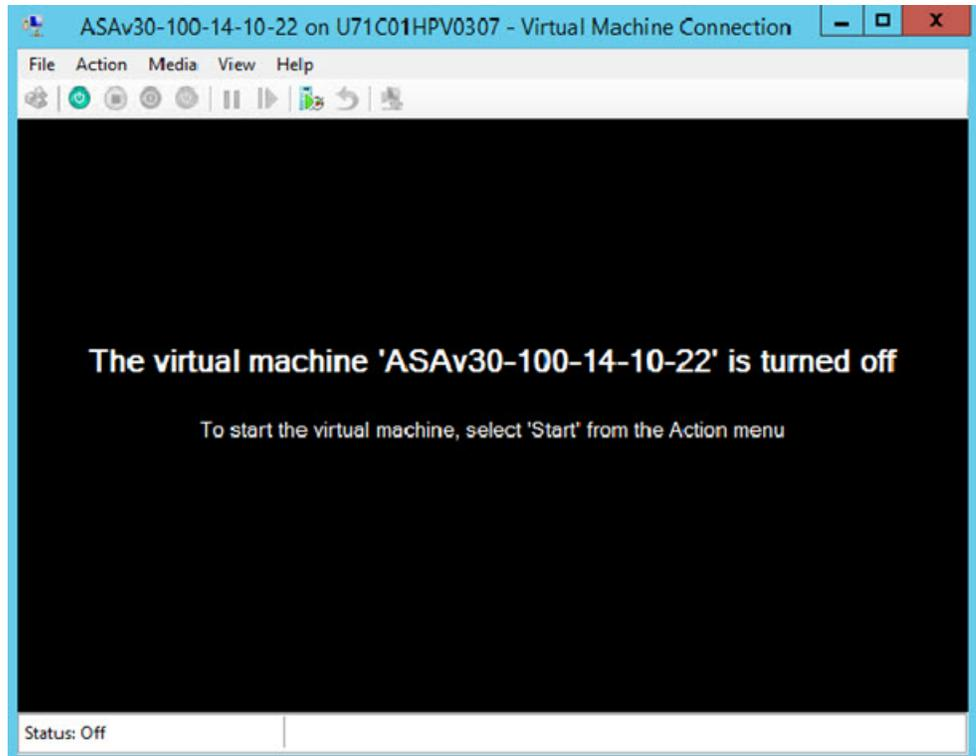 ASAv30-100-14-10-22 on U71C01HPV0307 - Virtual Machine Connection
File Action Media View Help
The virtual machine 'ASAv30-100-14-10-22' is turned off
To start the virtual machine, select 'Start' from the Action menu
Status: Off